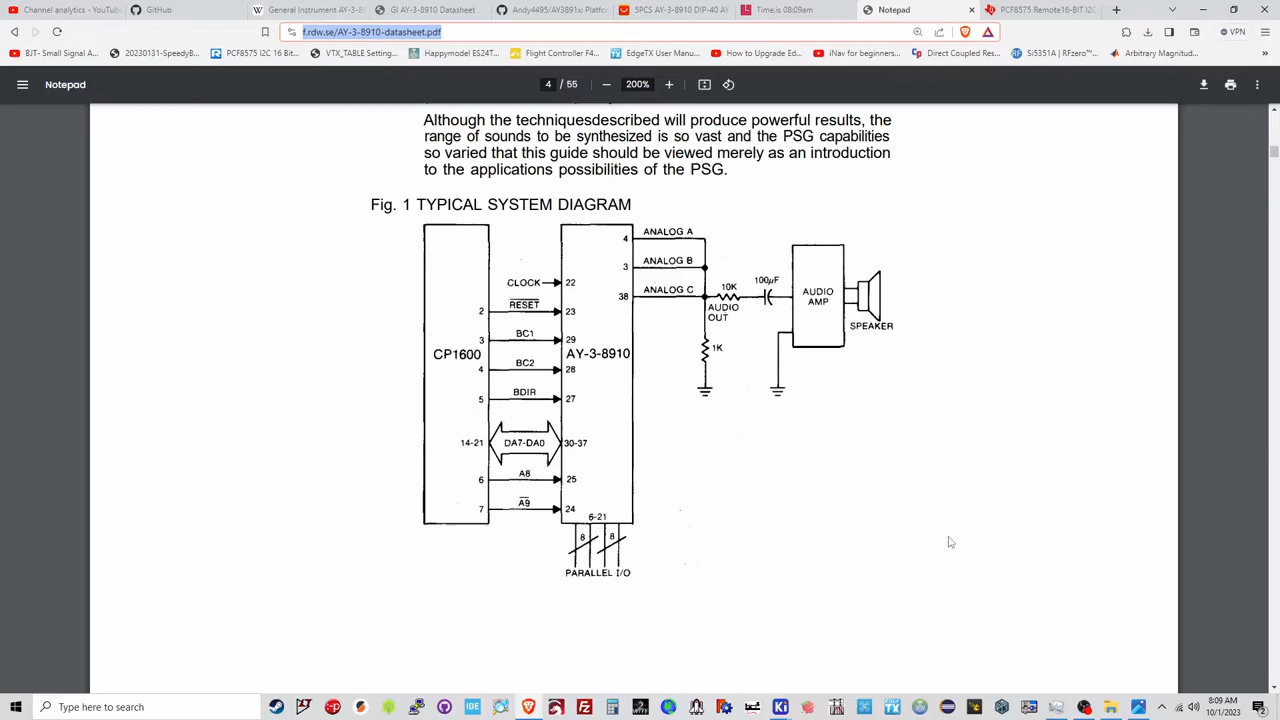 Channel analytics - YouTub
GitHub
General Instrument AY-3-8910
GI AY-3-8910 Datasheet
Andy4495/AY3891x: Platfo
5PCS AY-3-8910 DIP-40 AY
Time.is 08:09am
Notepad
PCF8575 Remote16-BIT I2C
f.rdw.se/AY-3-8910-datasheet.pdf
VPN
BJT- Small Signal A...
20230131-SpeedyB...
PCF8575 I2C 16 Bit...
VTX_TABLE Setting...
Happymodel ES24T...
Flight Controller F4...
EdgeTX User Manu...
How to Upgrade Ed...
iNav for beginners...
Direct Coupled Res...
Si5351A | RFzero™...
Arbitrary Magnitud...
Notepad
4 / 55
200%
Although the techniquesdescribed will produce powerful results, the
range of sounds to be synthesized is so vast and the PSG capabilities
so varied that this guide should be viewed merely as an introduction
to the applications possibilities of the PSG.
Fig. 1 TYPICAL SYSTEM DIAGRAM
4 ANALOG A
3 ANALOG B
38 ANALOG C
CLOCK 22
2 RESET 23
3 BC1 29
CP1600
AY-3-8910
4 BC2 28
5 BDIR 27
14-21 DA7-DA0 30-37
6 A8 25
7 A9 24
6-21
8 8
PARALLEL I/O
10K
100µF
AUDIO
OUT
1K
AUDIO
AMP
SPEAKER
Type here to search
IDE
8:09 AM
10/1/2023